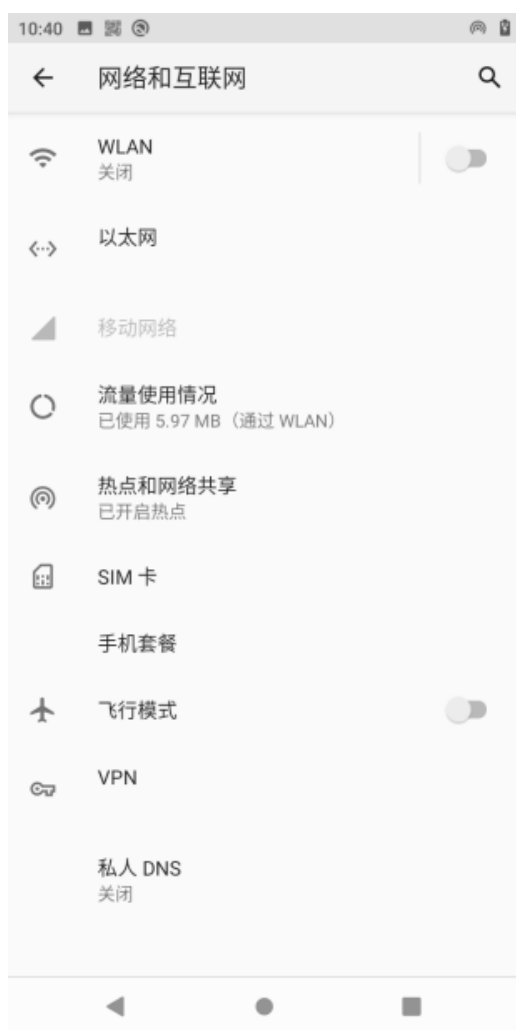 10:40
网络和互联网
WLAN
关闭
以太网
移动网络
流量使用情况
已使用 5.97 MB（通过 WLAN）
热点和网络共享
已开启热点
SIM 卡
手机套餐
飞行模式
VPN
私人 DNS
关闭